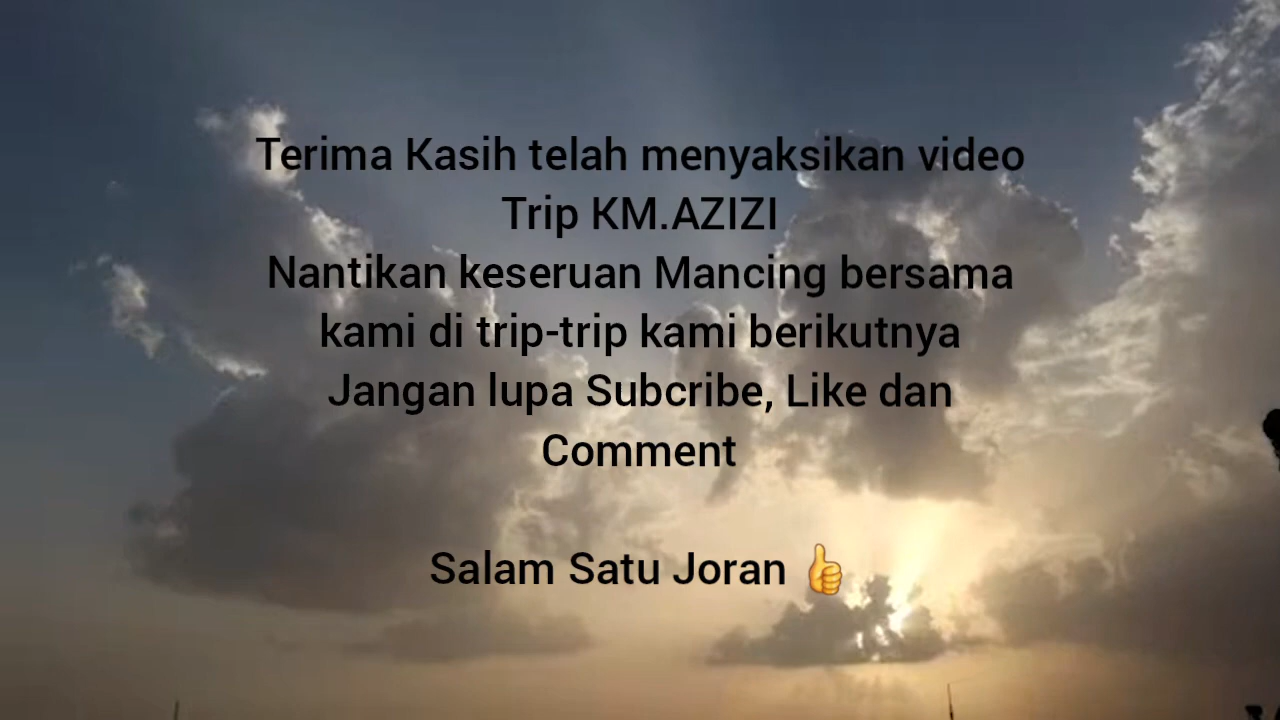 Terima Kasih telah menyaksikan video
Trip KM.AZIZI
Nantikan keseruan Mancing bersama
kami di trip-trip kami berikutnya
Jangan lupa Subcribe, Like dan
Comment
Salam Satu Joran 👍